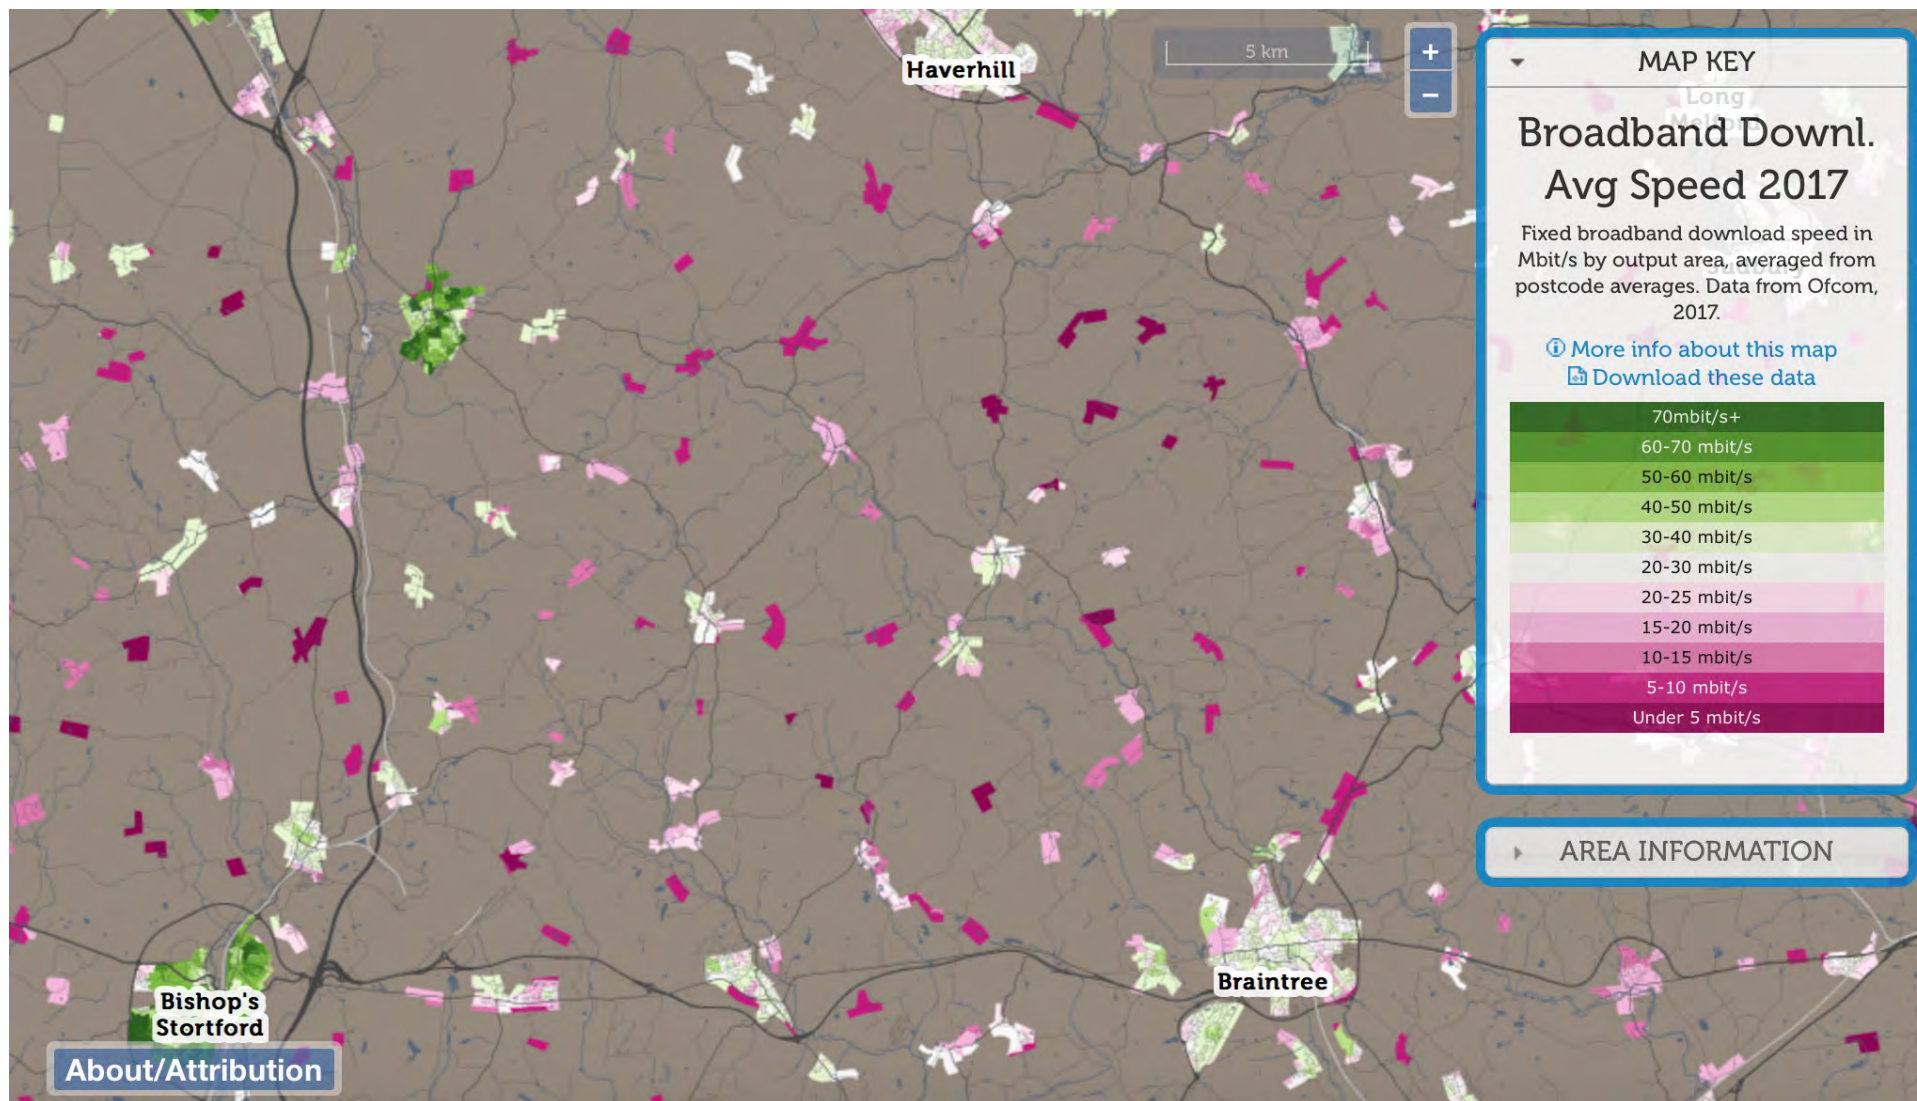 Haverhill
5 km
+
−
MAP KEY
Long
Melford
Broadband Downl.
Avg Speed 2017
Fixed broadband download speed in
Mbit/s by output area, averaged from
postcode averages. Data from Ofcom,
2017.
Sudbury
More info about this map
Download these data
70mbit/s+
60-70 mbit/s
50-60 mbit/s
40-50 mbit/s
30-40 mbit/s
20-30 mbit/s
20-25 mbit/s
15-20 mbit/s
10-15 mbit/s
5-10 mbit/s
Under 5 mbit/s
AREA INFORMATION
Braintree
Bishop's
Stortford
About/Attribution